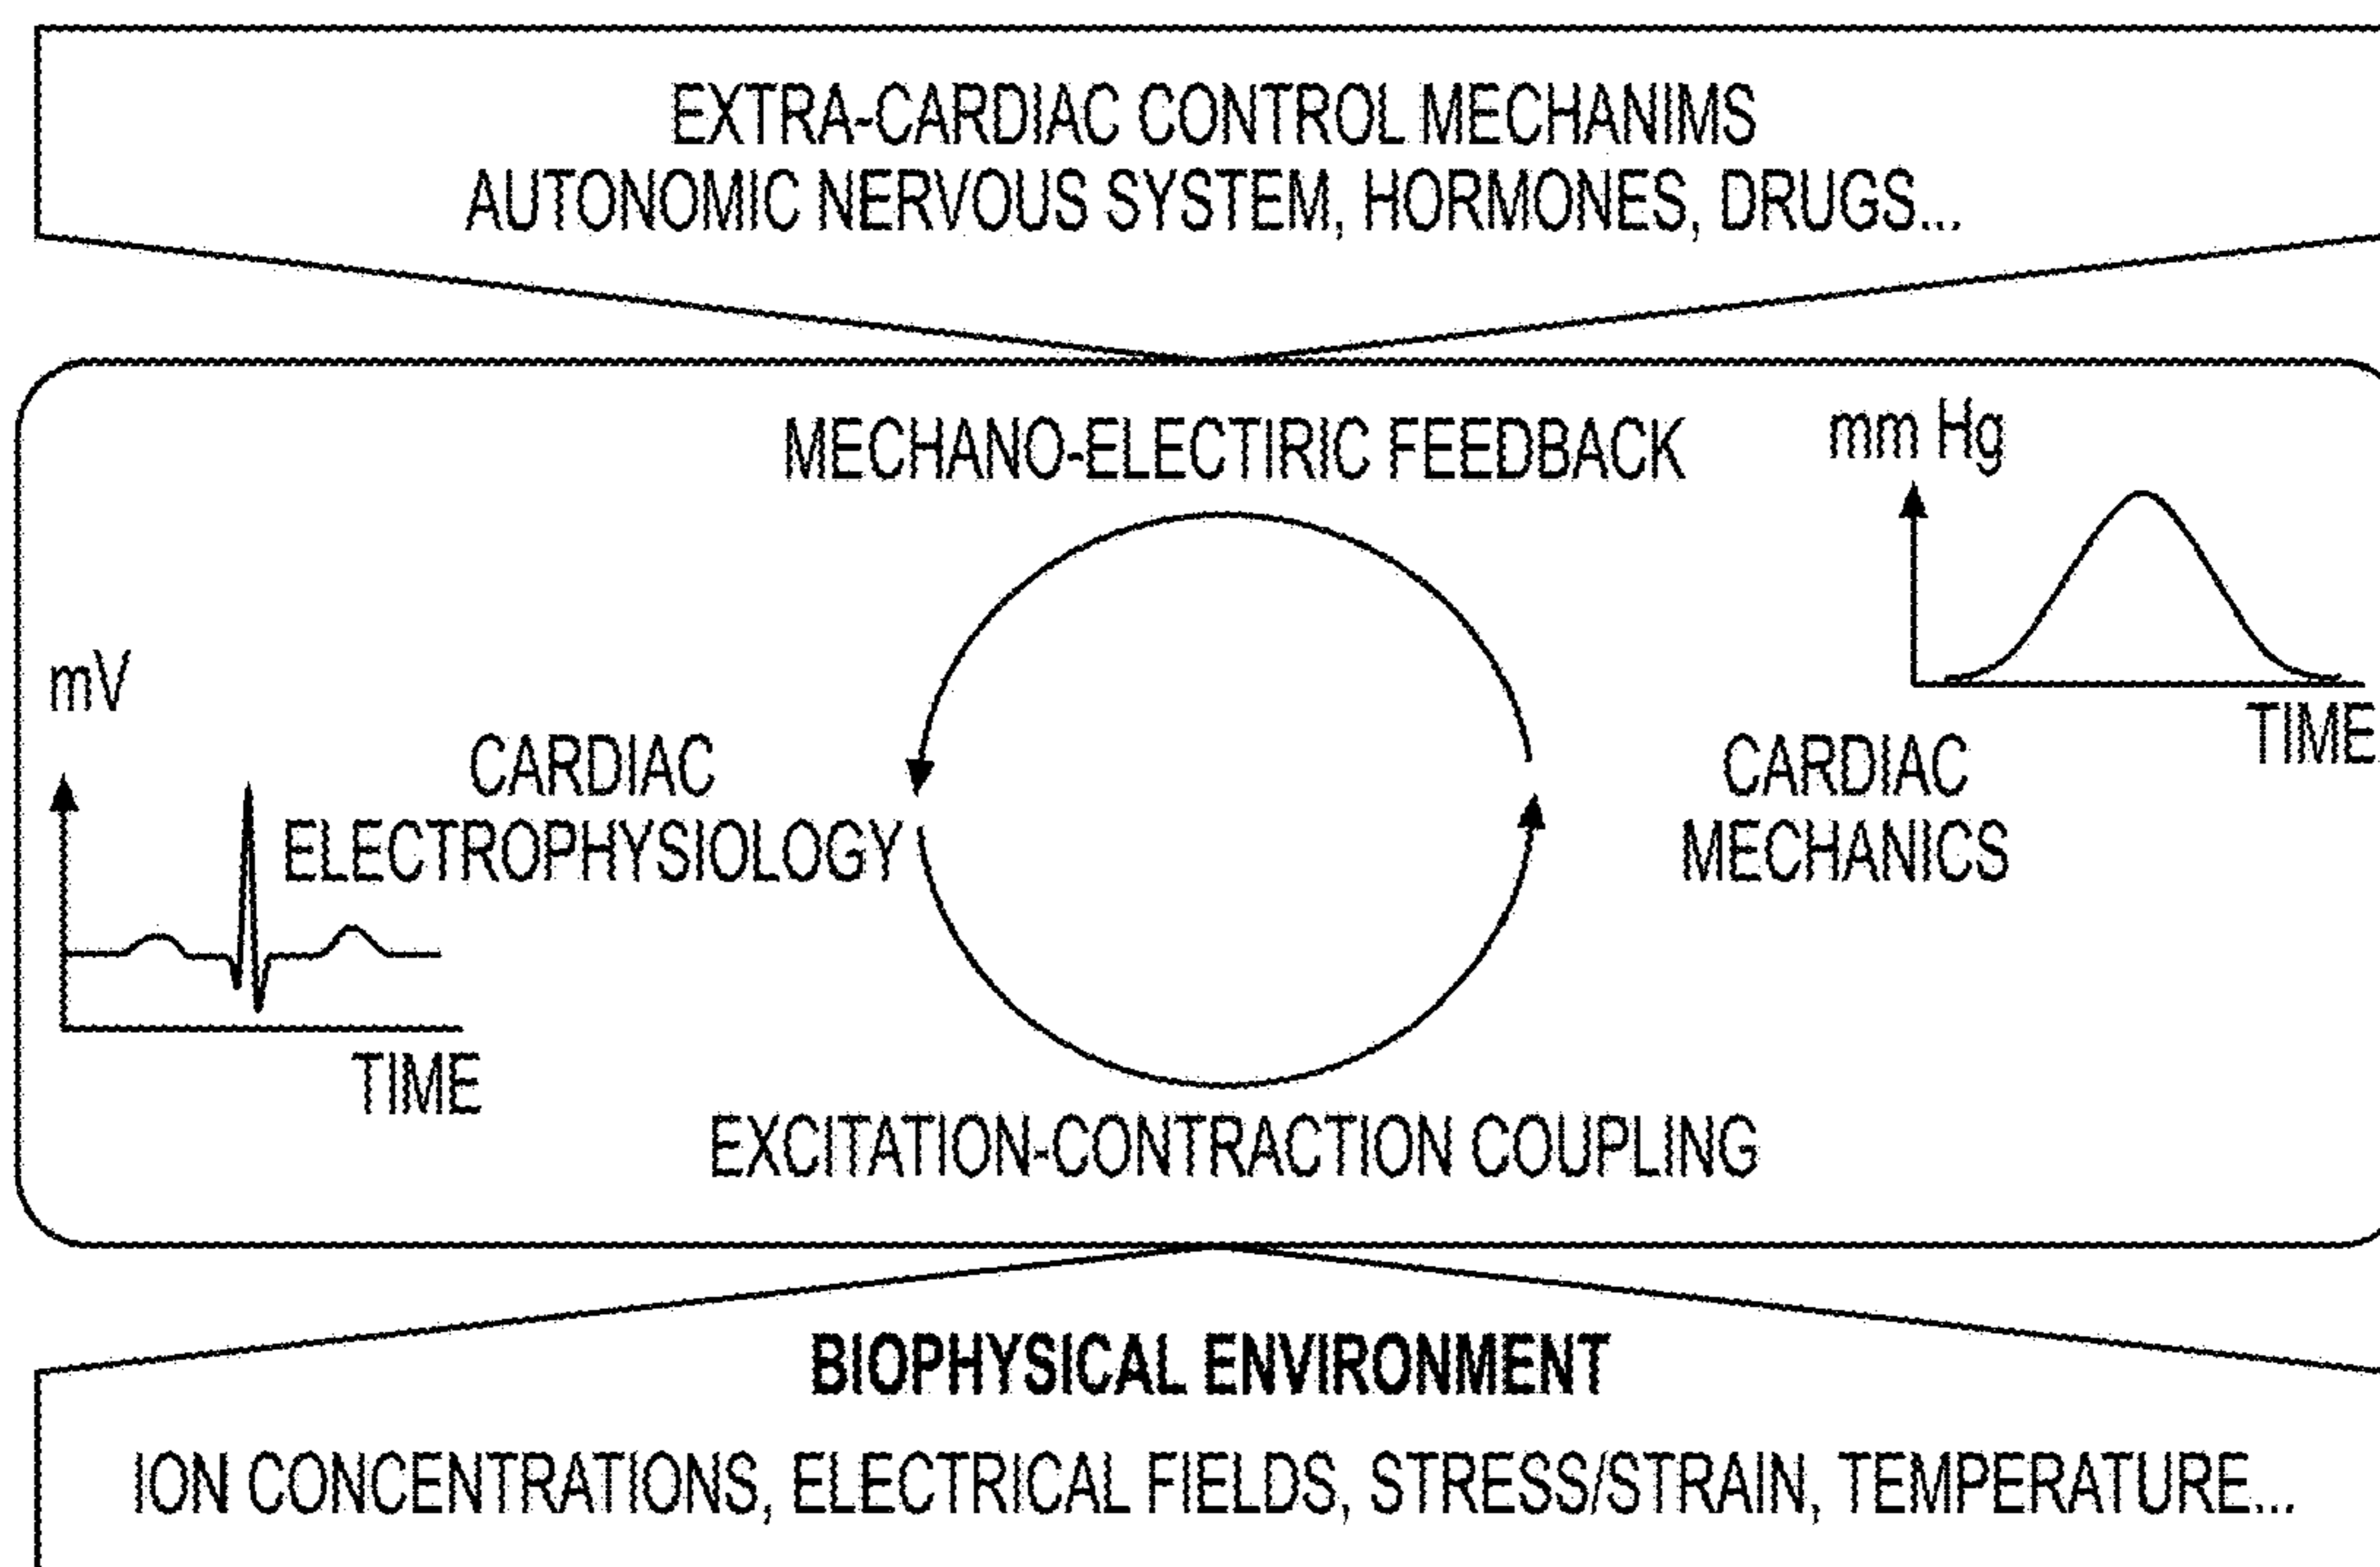 EXTRA-CARDIAC CONTROL MECHANIMS
AUTONOMIC NERVOUS SYSTEM, HORMONES, DRUGS...
MECHANO-ELECTIRIC FEEDBACK
mm Hg
TIME
mV
CARDIAC
ELECTROPHYSIOLOGY
CARDIAC
MECHANICS
TIME
EXCITATION-CONTRACTION COUPLING
BIOPHYSICAL ENVIRONMENT
ION CONCENTRATIONS, ELECTRICAL FIELDS, STRESS/STRAIN, TEMPERATURE...